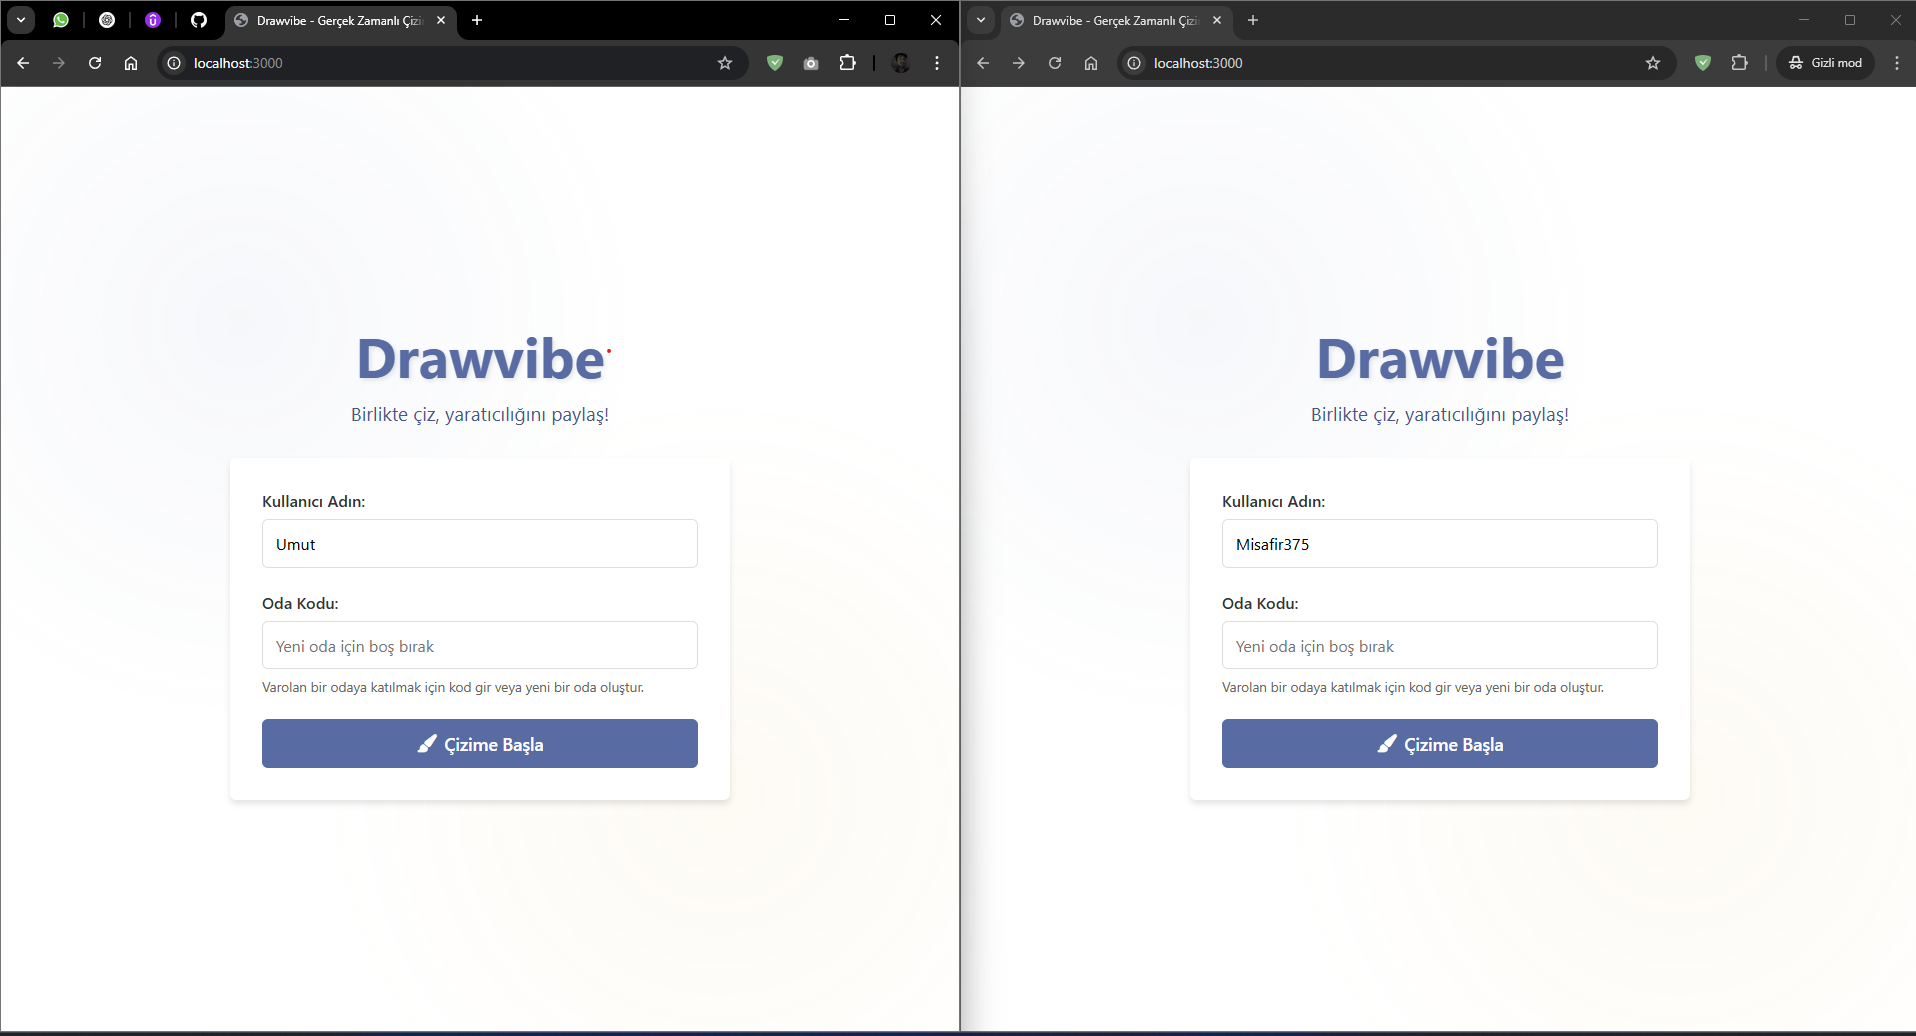 Drawvibe - Gerçek Zamanlı Çizi
localhost:3000
Drawvibe
Birlikte çiz, yaratıcılığını paylaş!
Kullanıcı Adın:
Umut
Oda Kodu:
Yeni oda için boş bırak
Varolan bir odaya katılmak için kod gir veya yeni bir oda oluştur.
Çizime Başla
Drawvibe - Gerçek Zamanlı Çizi
localhost:3000
Gizli mod
Drawvibe
Birlikte çiz, yaratıcılığını paylaş!
Kullanıcı Adın:
Misafir375
Oda Kodu:
Yeni oda için boş bırak
Varolan bir odaya katılmak için kod gir veya yeni bir oda oluştur.
Çizime Başla